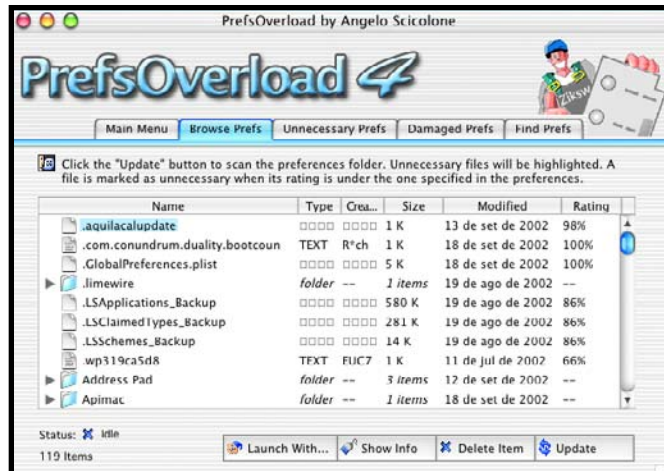 PrefsOverload by Angelo Scicolone
PrefsOverload 4
Ziksw
Main Menu Browse Prefs Unnecessary Prefs Damaged Prefs Find Prefs
Click the "Update" button to scan the preferences folder. Unnecessary files will be highlighted. A
file is marked as unnecessary when its rating is under the one specified in the preferences.
Name Type Crea... Size Modified Rating
.aquilacalupdate □□□□ □□□□ 1 K 13 de set de 2002 98%
.com.conundrum.duality.bootcoun TEXT R*ch 1 K 18 de set de 2002 100%
.GlobalPreferences.plist □□□□ □□□□ 5 K 18 de set de 2002 100%
.limewire folder -- 1 items 19 de ago de 2002 --
.LSApplications_Backup □□□□ □□□□ 580 K 19 de ago de 2002 86%
.LSClaimedTypes_Backup □□□□ □□□□ 281 K 19 de ago de 2002 86%
.LSSchemes_Backup □□□□ □□□□ 14 K 19 de ago de 2002 86%
.wp319ca5d8 TEXT FUC7 1 K 11 de jul de 2002 66%
Address Pad folder -- 3 items 12 de set de 2002 --
Apimac folder -- 1 items 18 de set de 2002 --
Status: Idle
119 Items
Launch With... Show Info Delete Item Update